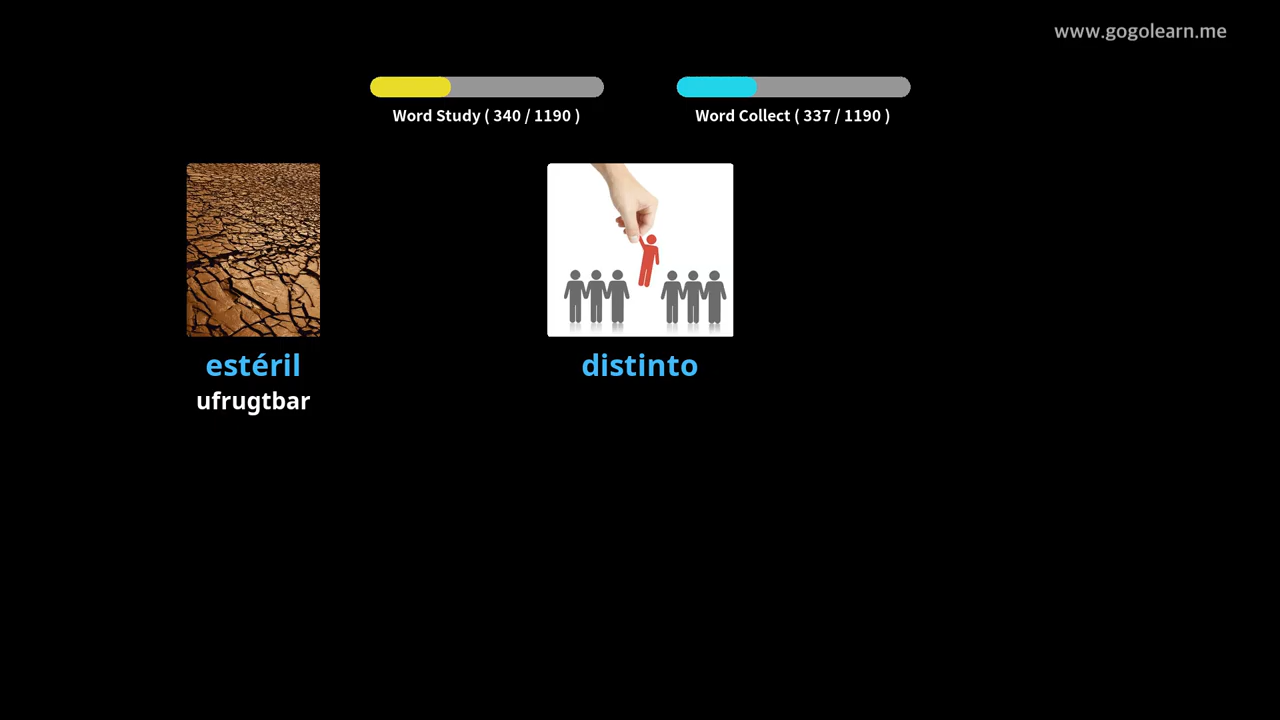 www.gogolearn.me
Word Study ( 340 / 1190 )
Word Collect ( 337 / 1190 )
estéril
ufrugtbar
distinto